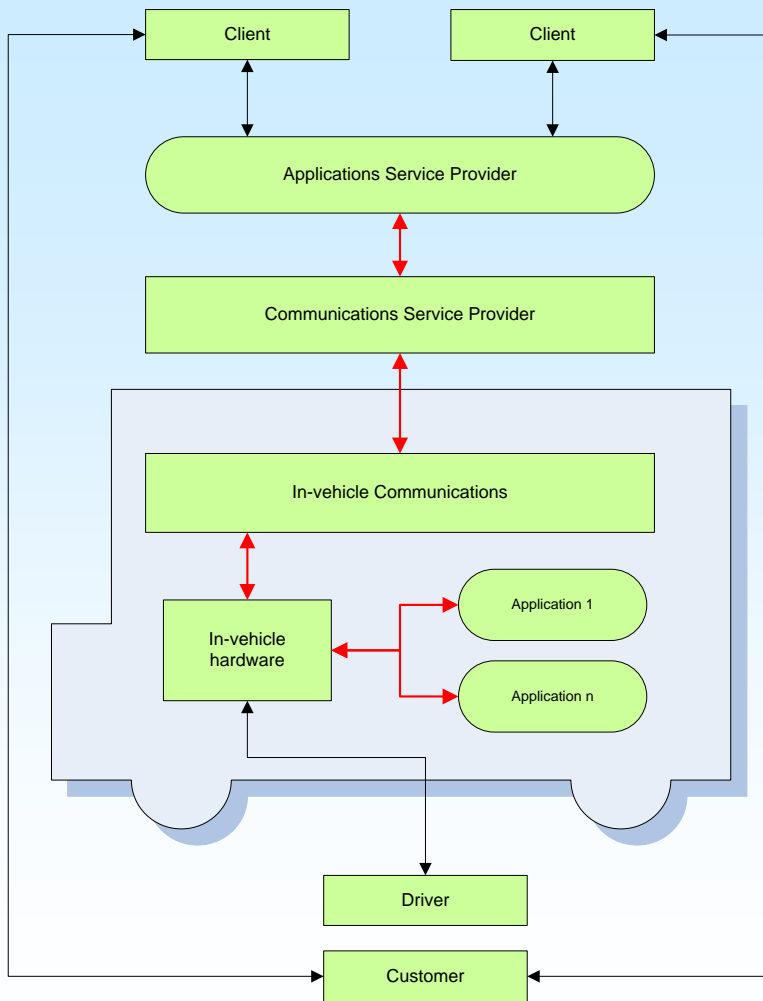 Client
Client
Applications Service Provider
Communications Service Provider
In-vehicle Communications
In-vehicle
hardware
Application 1
Application n
Driver
Customer